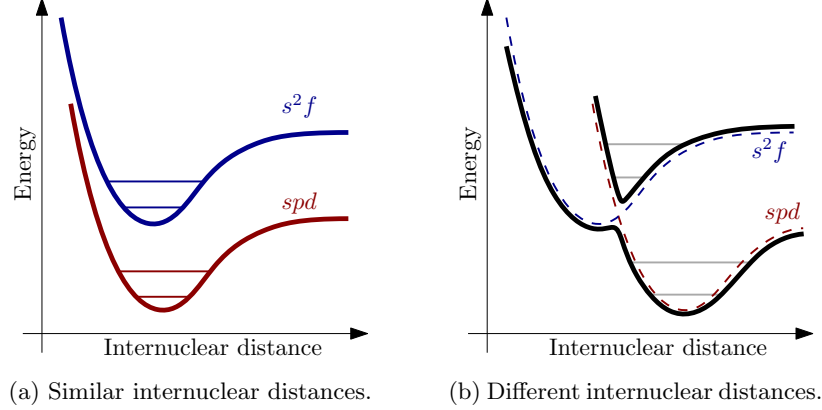 Energy
s²f
spd
Internuclear distance
(a) Similar internuclear distances.
Energy
s²f
spd
Internuclear distance
(b) Different internuclear distances.